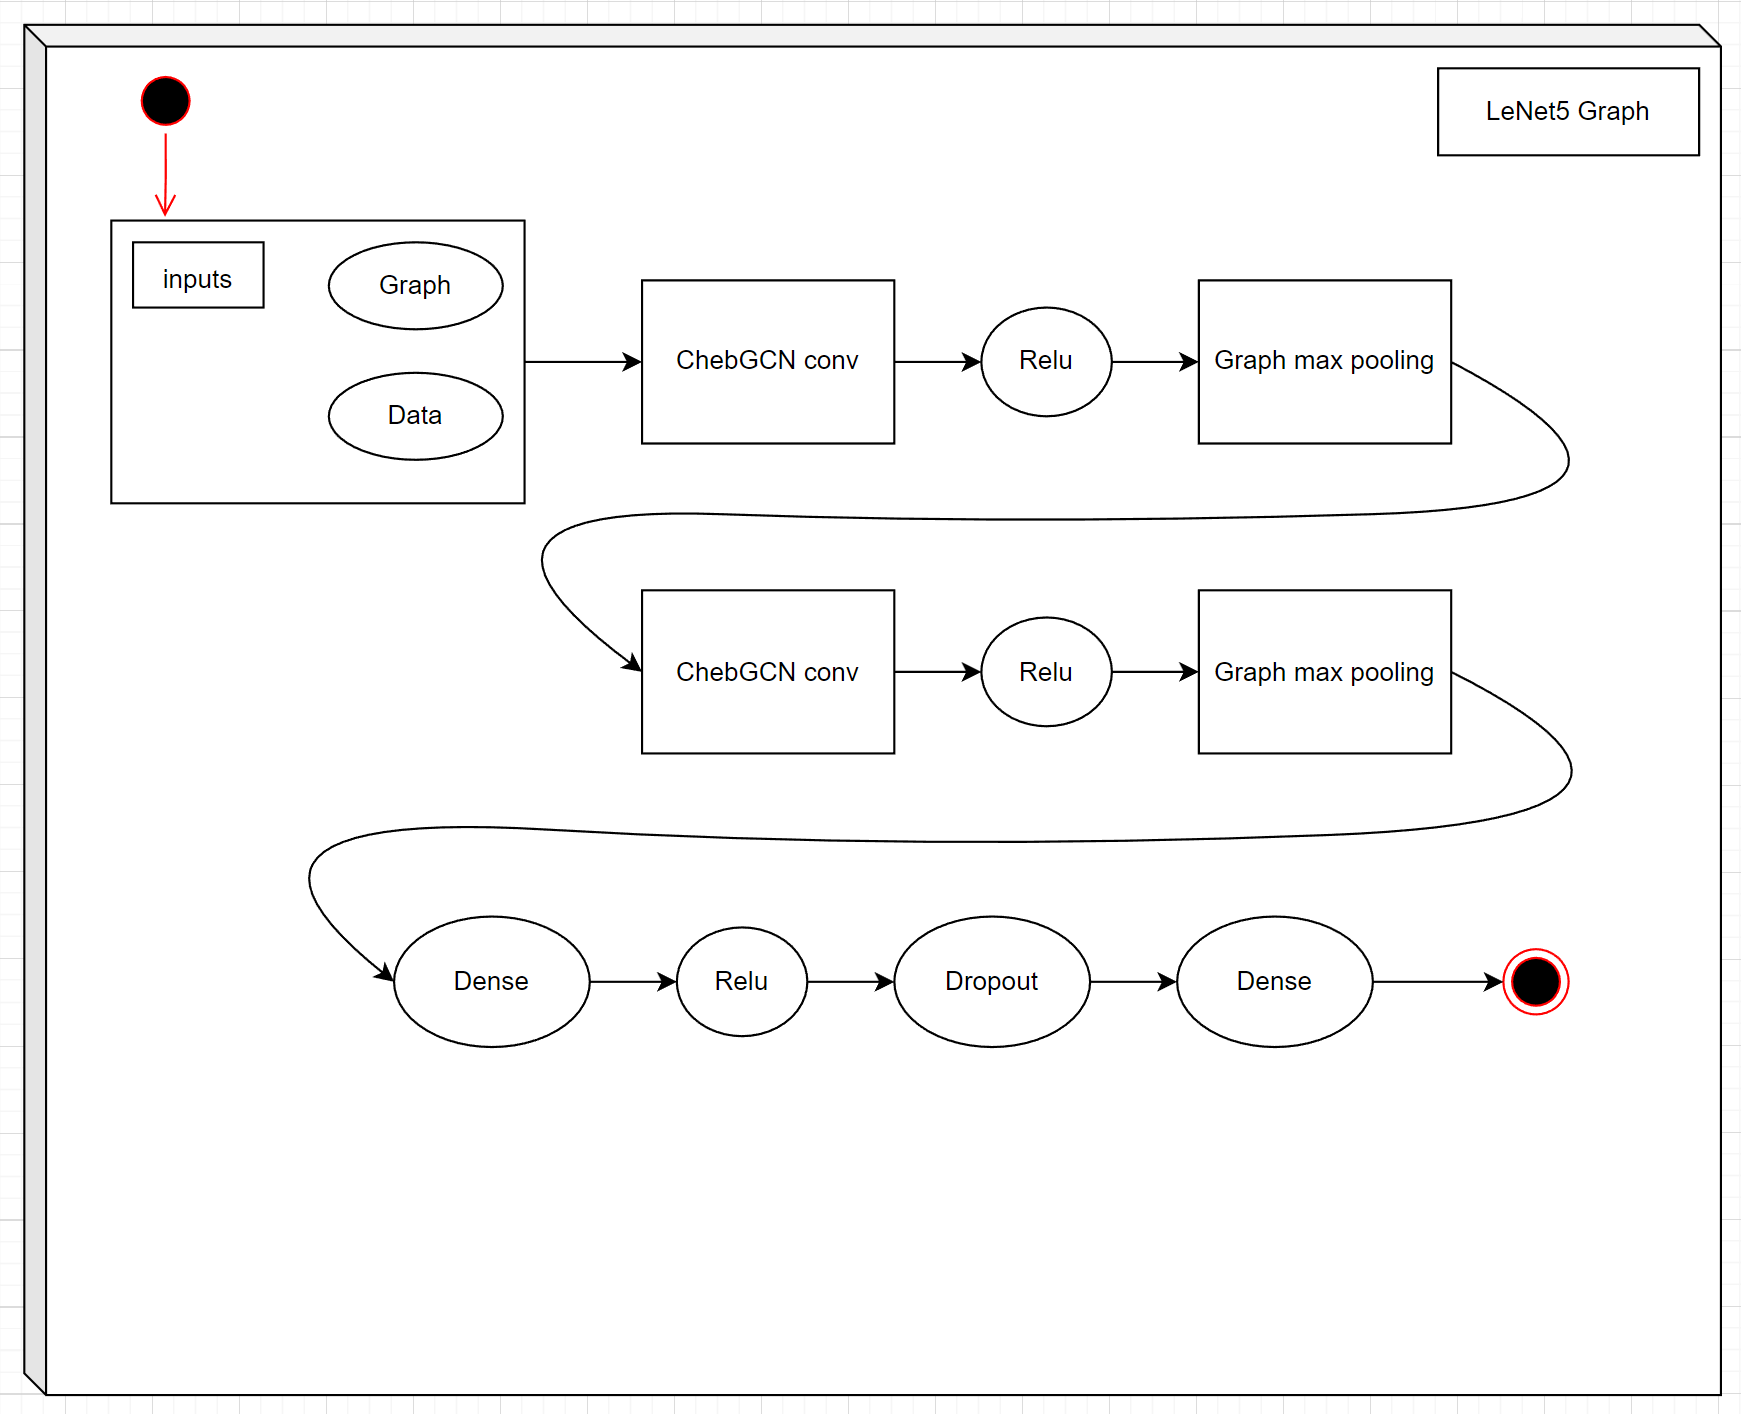 LeNet5 Graph
inputs
Graph
Data
ChebGCN conv
Relu
Graph max pooling
ChebGCN conv
Relu
Graph max pooling
Dense
Relu
Dropout
Dense